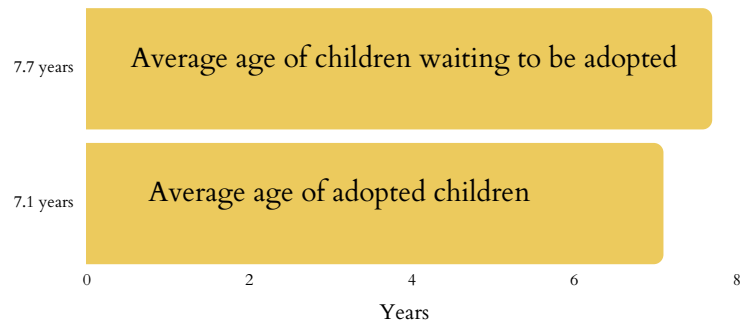 7.7 years
Average age of children waiting to be adopted
7.1 years
Average age of adopted children
0 2 4 6 8
Years